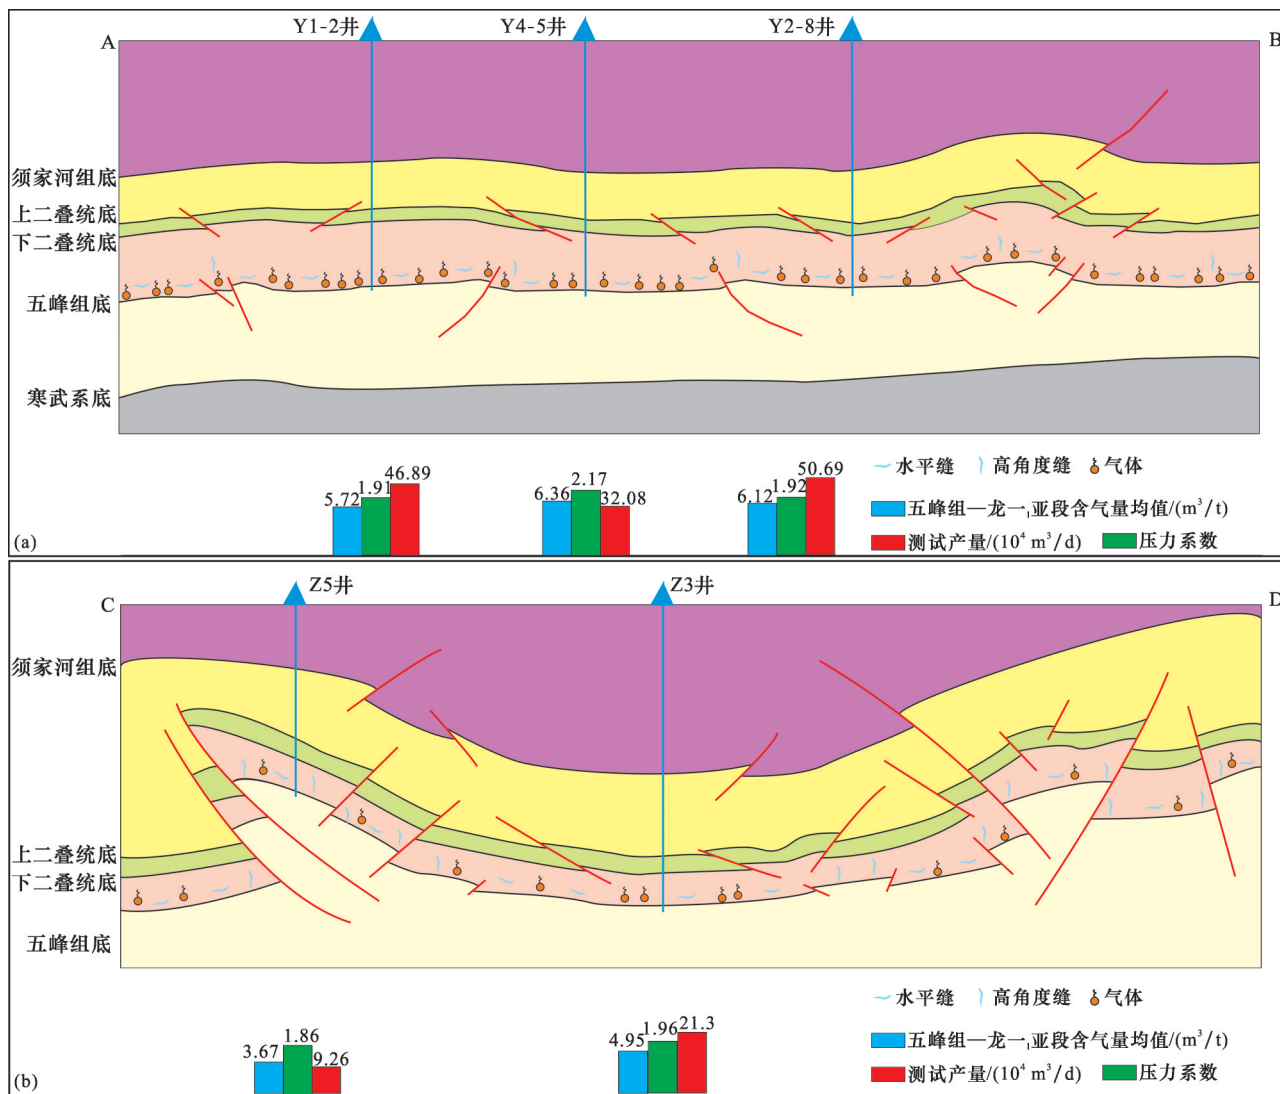 Y1-2井 Y4-5井 Y2-8井
A B
须家河组底
上二叠统底
下二叠统底
五峰组底
寒武系底
5.72 1.91 46.89
6.36 2.17 32.08
6.12 1.92 50.69
水平缝 高角度缝 气体
五峰组—龙一₁亚段含气量均值/(m³/t)
测试产量/(10⁴ m³/d) 压力系数
(a)
Z5井 Z3井
C D
须家河组底
上二叠统底
下二叠统底
五峰组底
3.67 1.86 9.26
4.95 1.96 21.3
水平缝 高角度缝 气体
五峰组—龙一₁亚段含气量均值/(m³/t)
测试产量/(10⁴ m³/d) 压力系数
(b)